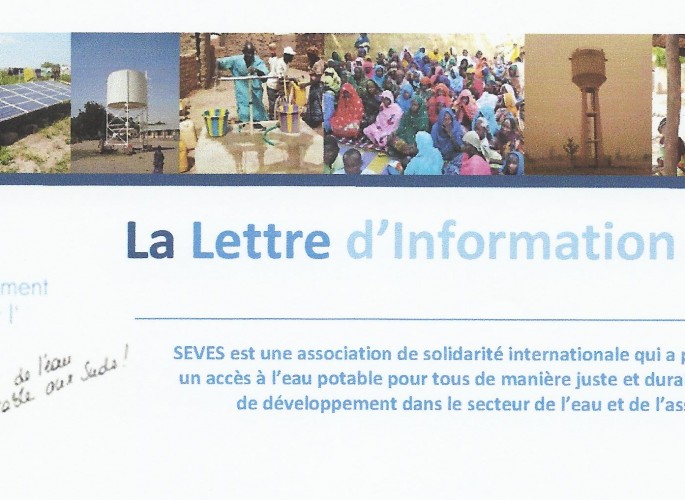 La Lettre d'Information
ment
l'
de l'eau
able aux Suds!
SEVES est une association de solidarité internationale qui a p
un accès à l'eau potable pour tous de manière juste et dura
de développement dans le secteur de l'eau et de l'ass